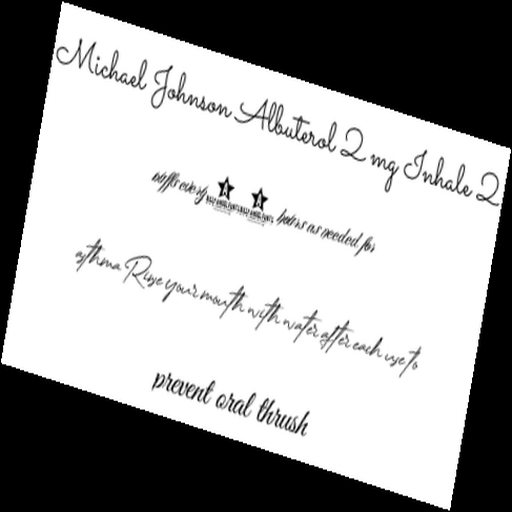 Michael Johnson Albuterol 2 mg Inhale 2
puffs every hours as needed for
asthma Rinse your mouth with water after each use to
prevent oral thrush